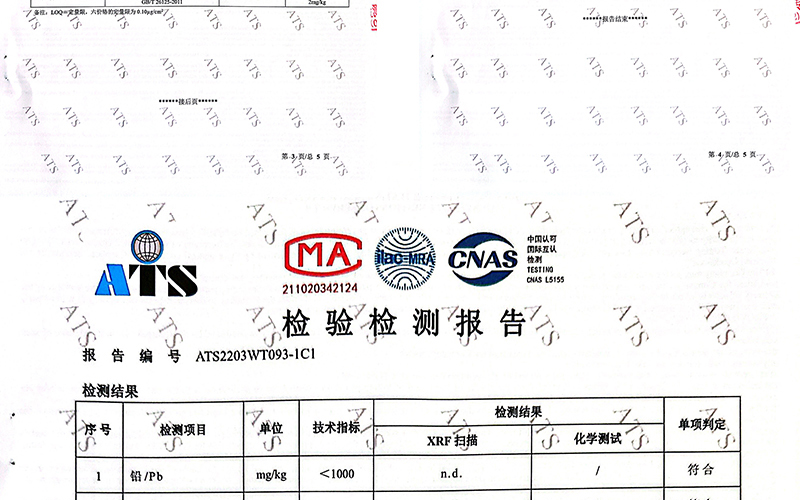 GB/T 26125-2011 2mg/kg
备注:LOQ=定量限,六价铬的定量限为 0.10μg/cm²
******接后页******
第 3 页/总 5 页
******报告结束******
第 4 页/总 5 页
ATS
CMA
211020342124
ilac-MRA
CNAS
中国认可
国际互认
检测
TESTING
CNAS L5155
检验检测报告
报告编号 ATS2203WT093-1C1
检测结果
序号 检测项目 单位 技术指标 检测结果 单项判定
XRF 扫描 化学测试
1 铅/Pb mg/kg <1000 n.d. / 符合